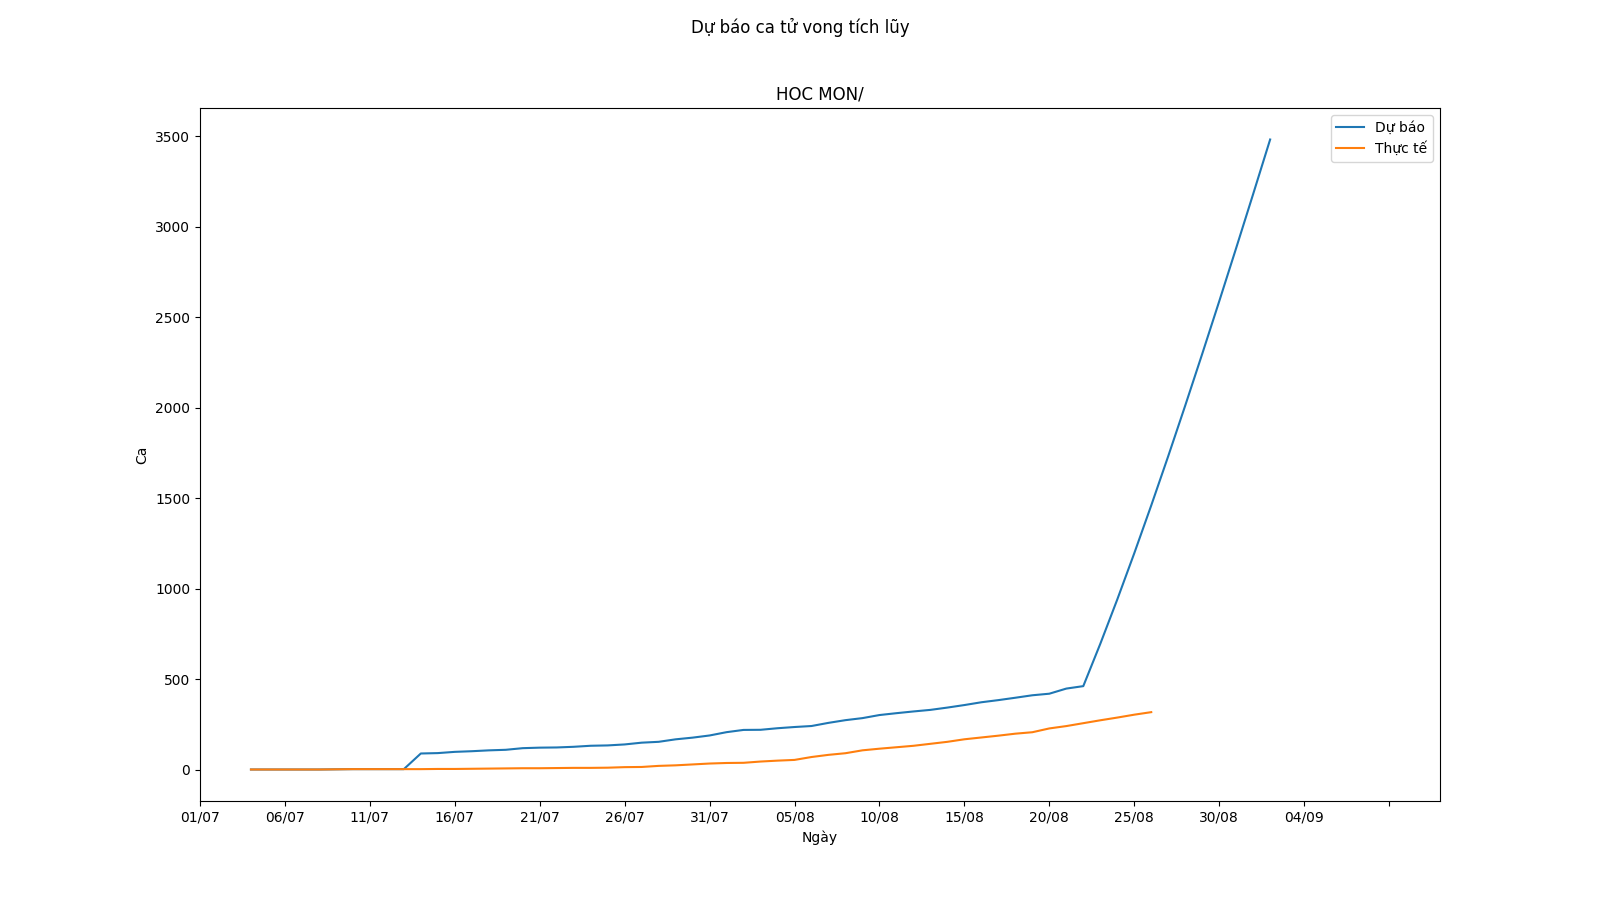 Dự báo ca tử vong tích lũy
HOC MON/
Dự báo
Thực tế
3500
3000
2500
2000
1500
1000
500
0
Ca
01/07 06/07 11/07 16/07 21/07 26/07 31/07 05/08 10/08 15/08 20/08 25/08 30/08 04/09
Ngày